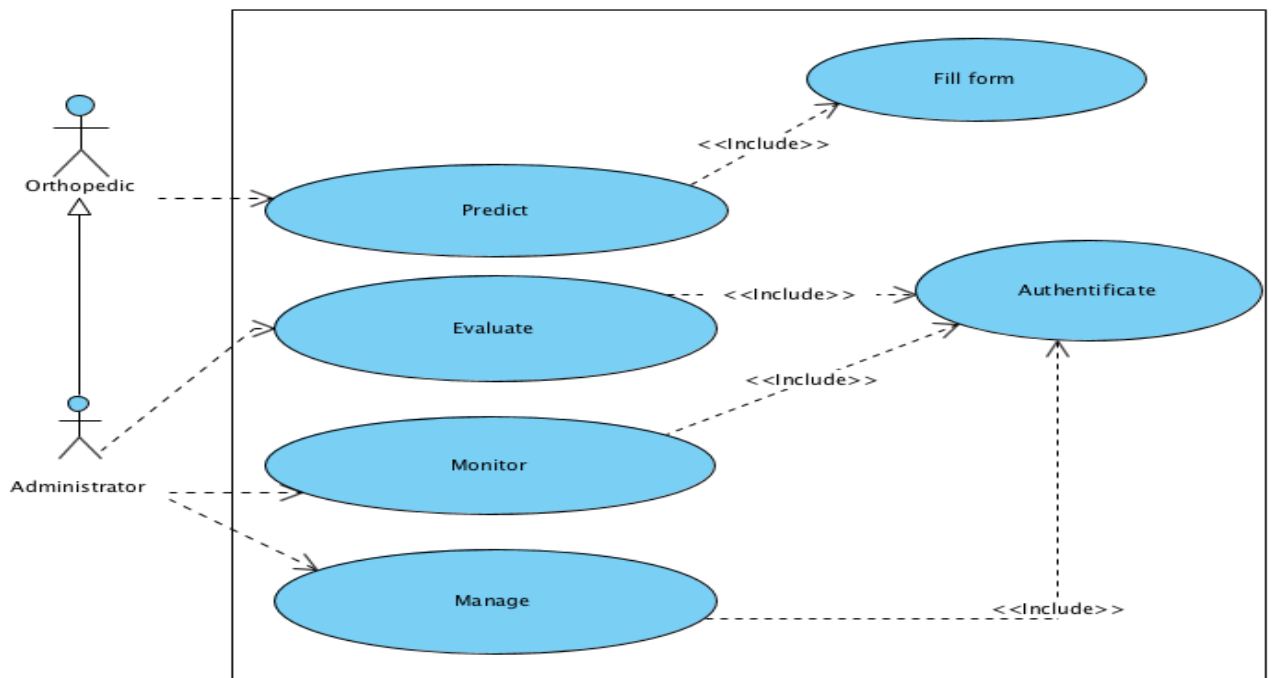 Fill form
<<Include>>
Orthopedic
Predict
Authentificate
<<Include>>
Evaluate
<<Include>>
Monitor
Administrator
Manage
<<Include>>